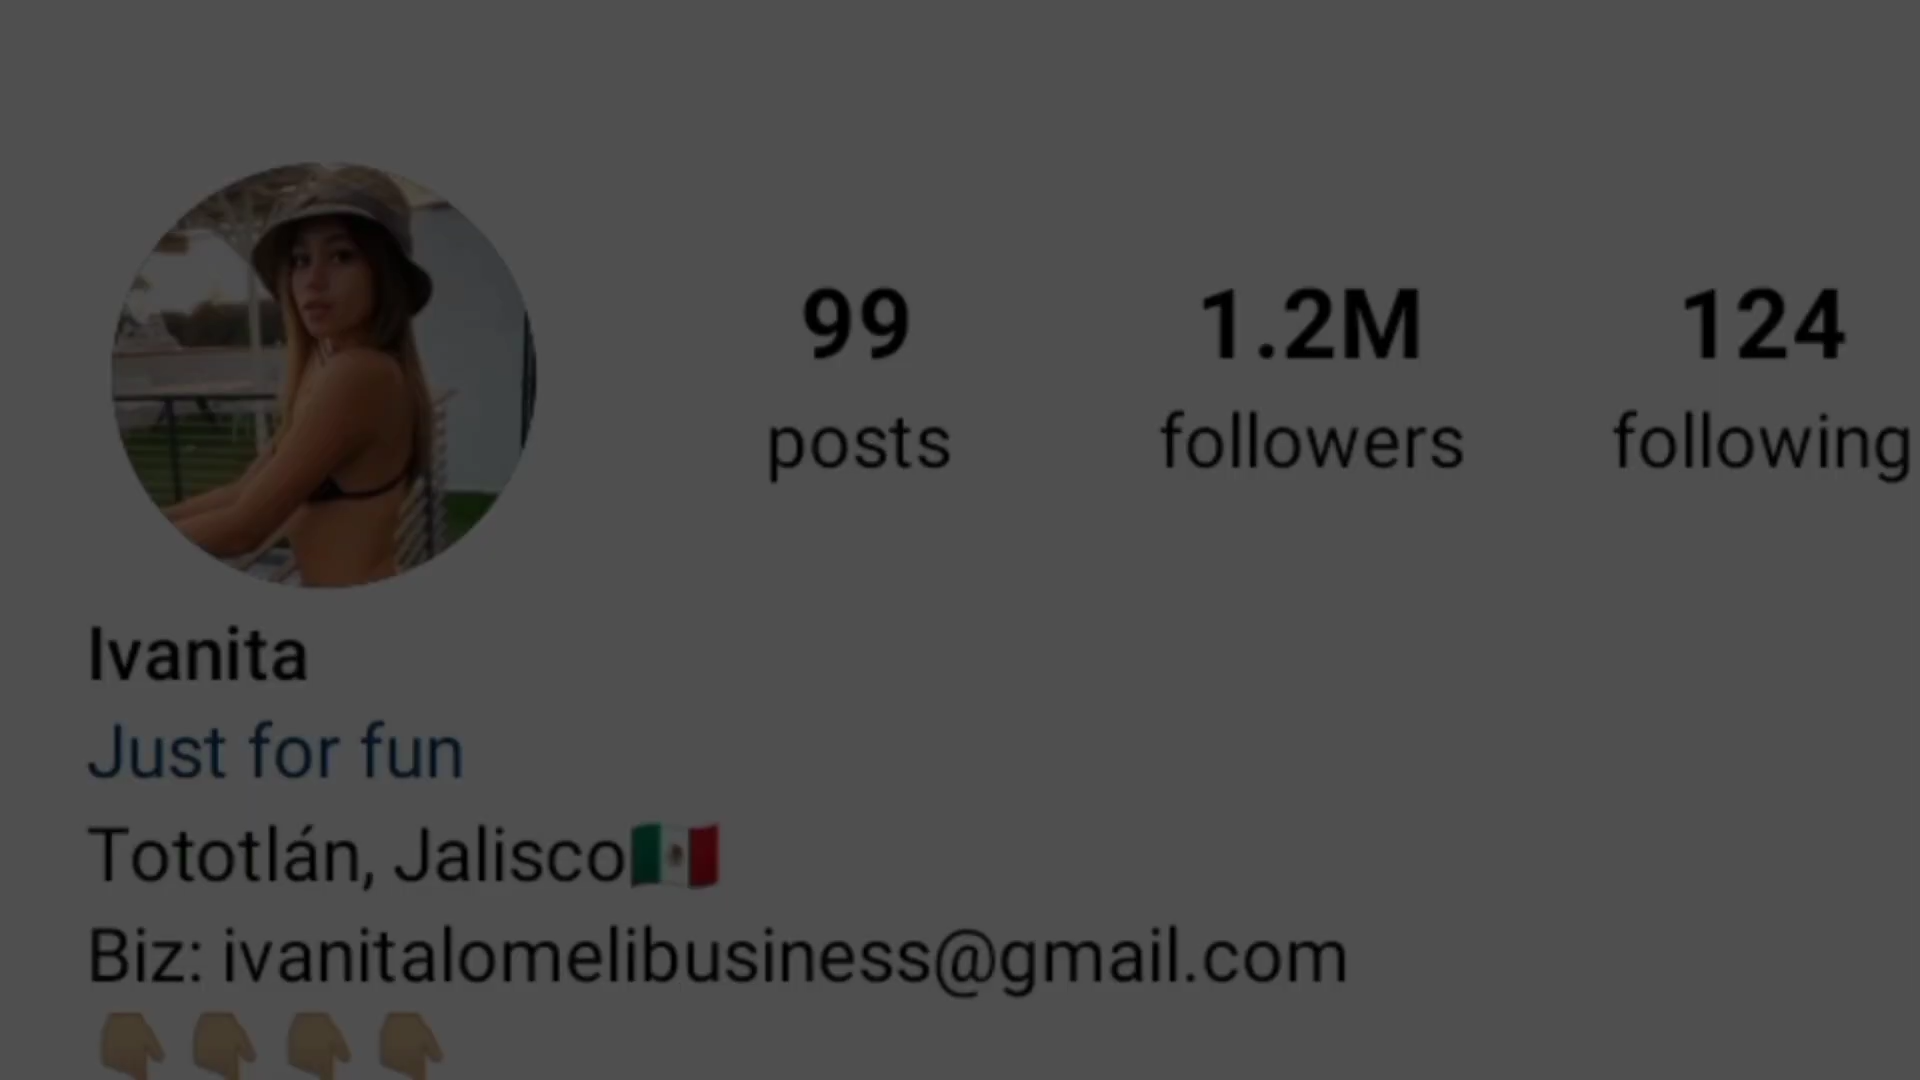 99 1.2M 124
posts followers following
Ivanita
Just for fun
Tototlán, Jalisco🇲🇽
Biz: ivanitalomelibusiness@gmail.com
👇🏼👇🏼👇🏼👇🏼